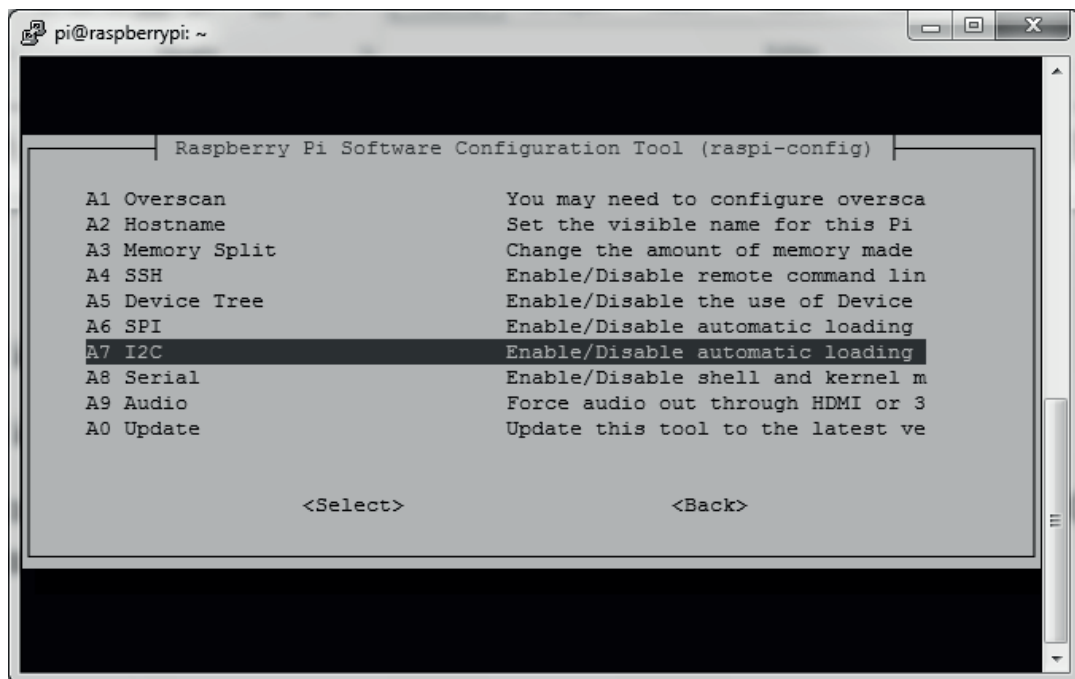 pi@raspberrypi: ~
Raspberry Pi Software Configuration Tool (raspi-config)
A1 Overscan You may need to configure oversca
A2 Hostname Set the visible name for this Pi
A3 Memory Split Change the amount of memory made
A4 SSH Enable/Disable remote command lin
A5 Device Tree Enable/Disable the use of Device
A6 SPI Enable/Disable automatic loading
A7 I2C Enable/Disable automatic loading
A8 Serial Enable/Disable shell and kernel m
A9 Audio Force audio out through HDMI or 3
A0 Update Update this tool to the latest ve
<Select> <Back>